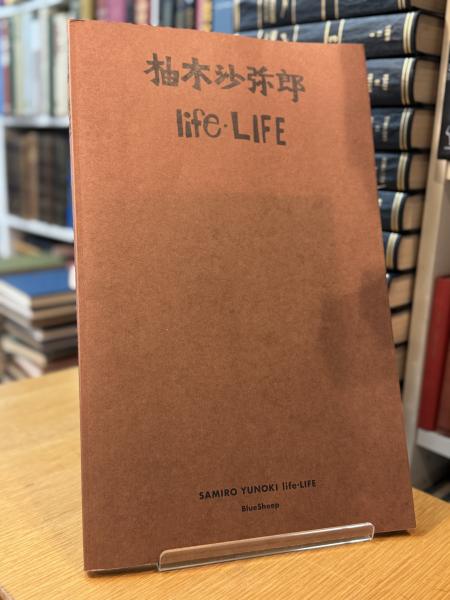 柚木沙弥郎
life・LIFE
SAMIRO YUNOKI life・LIFE
BlueSheep